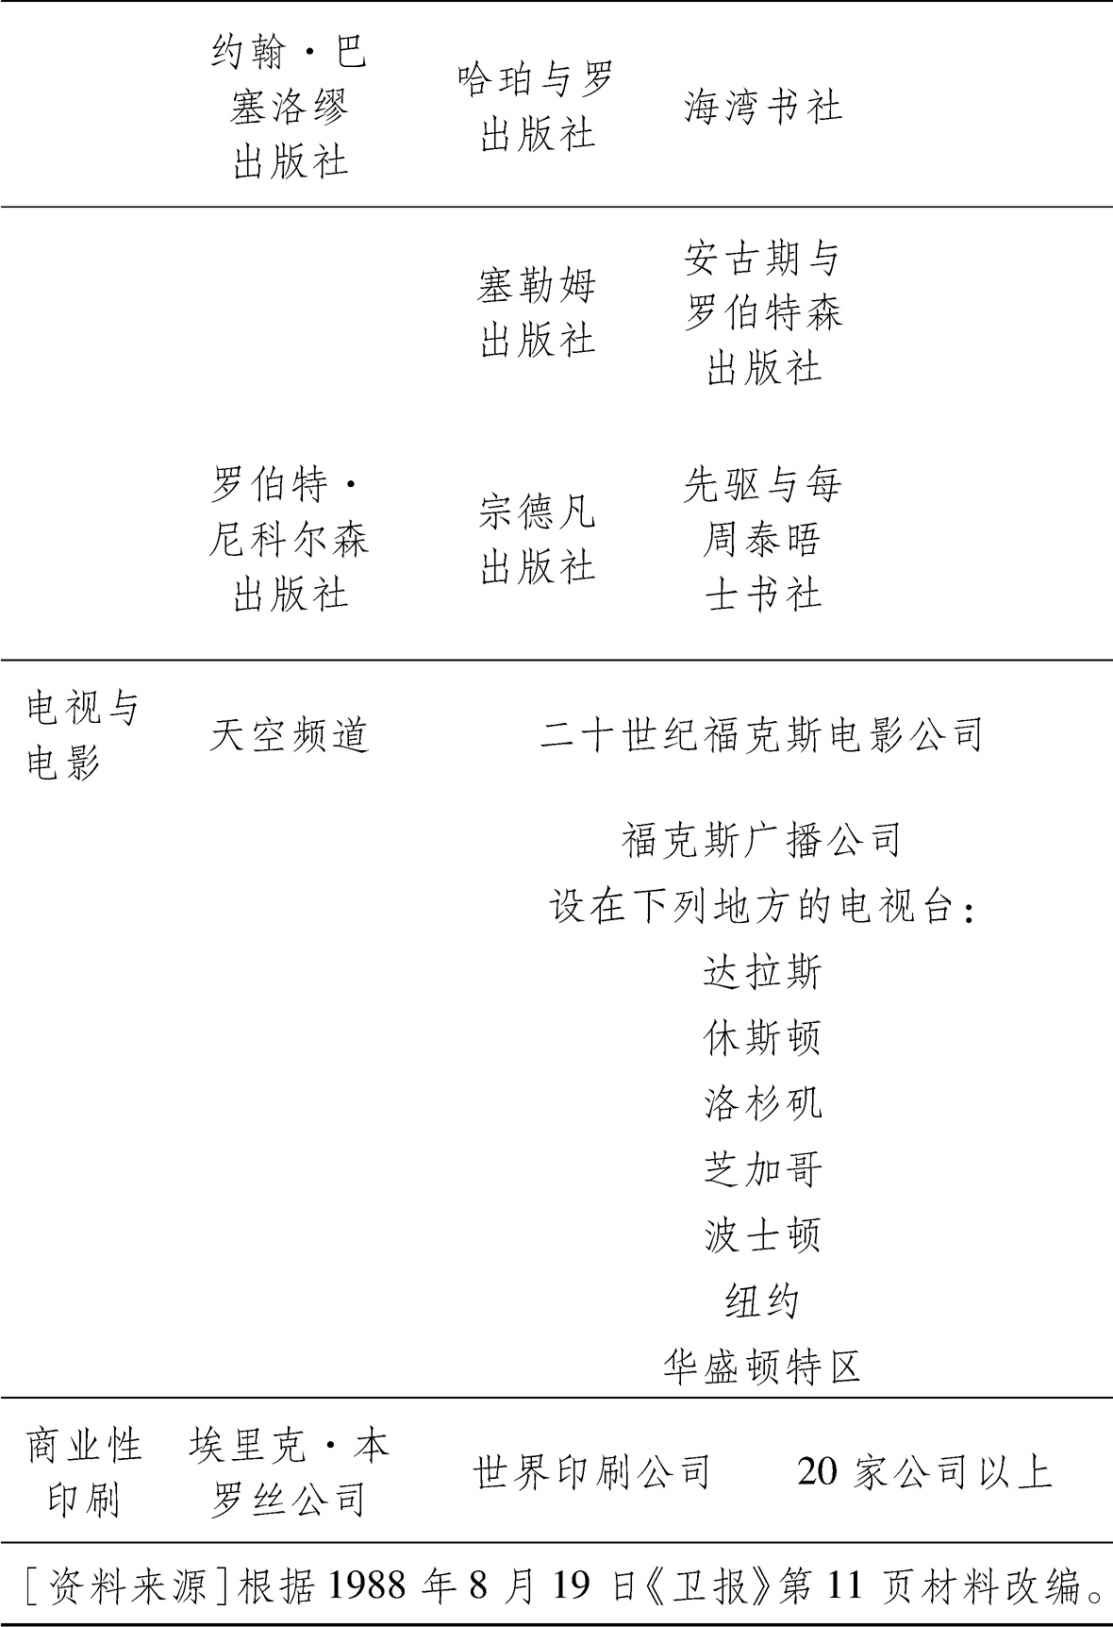 约翰·巴
塞洛缪
出版社
哈珀与罗
出版社
海湾书社
塞勒姆
出版社
安古期与
罗伯特森
出版社
罗伯特·
尼科尔森
出版社
宗德凡
出版社
先驱与每
周泰晤
士书社
电视与
电影
天空频道
二十世纪福克斯电影公司
福克斯广播公司
设在下列地方的电视台：
达拉斯
休斯顿
洛杉矶
芝加哥
波士顿
纽约
华盛顿特区
商业性
印刷
埃里克·本
罗丝公司
世界印刷公司
20 家公司以上
[资料来源]根据 1988 年 8 月 19 日《卫报》第 11 页材料改编。